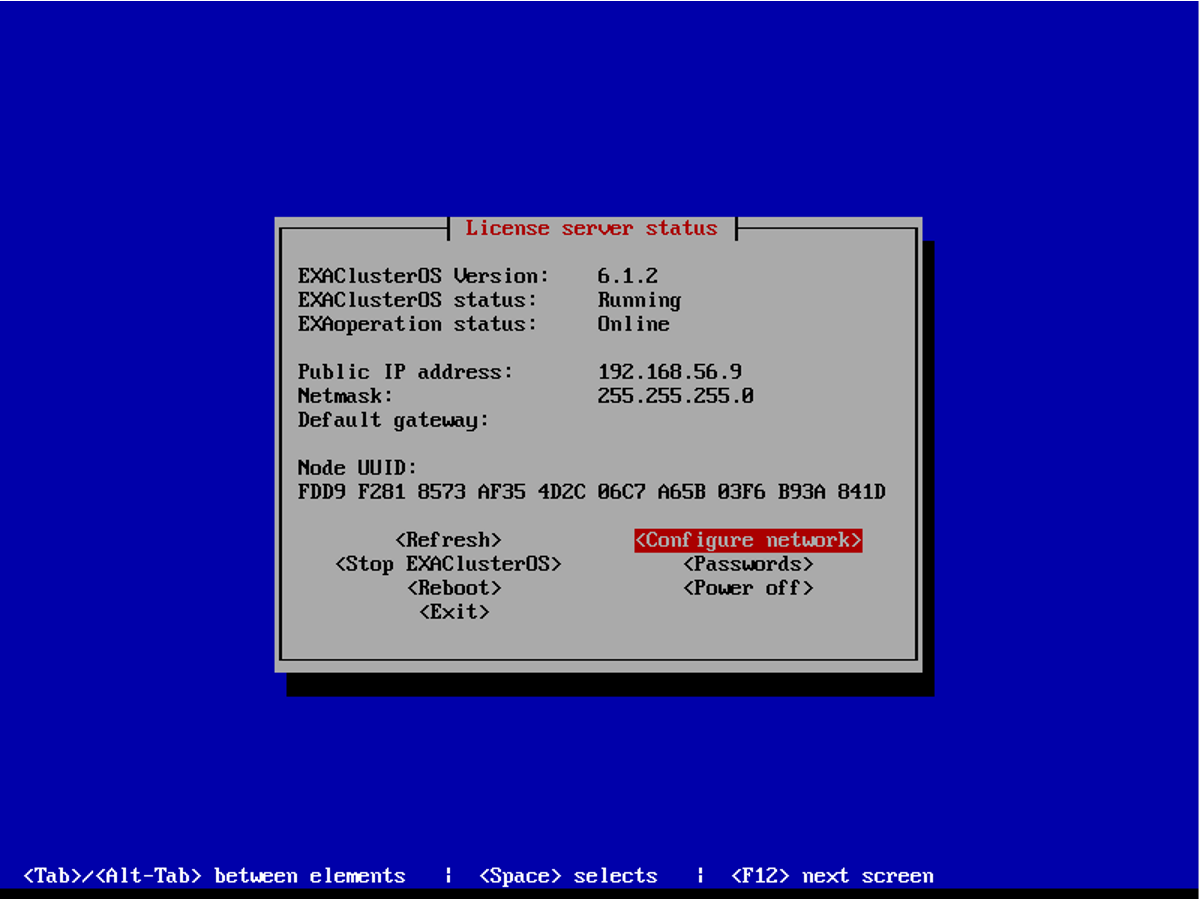 License server status
EXAClusterOS Version: 6.1.2
EXAClusterOS status: Running
EXAoperation status: Online
Public IP address: 192.168.56.9
Netmask: 255.255.255.0
Default gateway:
Node UUID:
FDD9 F281 8573 AF35 4D2C 06C7 A65B 03F6 B93A 841D
<Refresh> <Configure network>
<Stop EXAClusterOS> <Passwords>
<Reboot> <Power off>
<Exit>
<Tab>/<Alt-Tab> between elements | <Space> selects | <F12> next screen